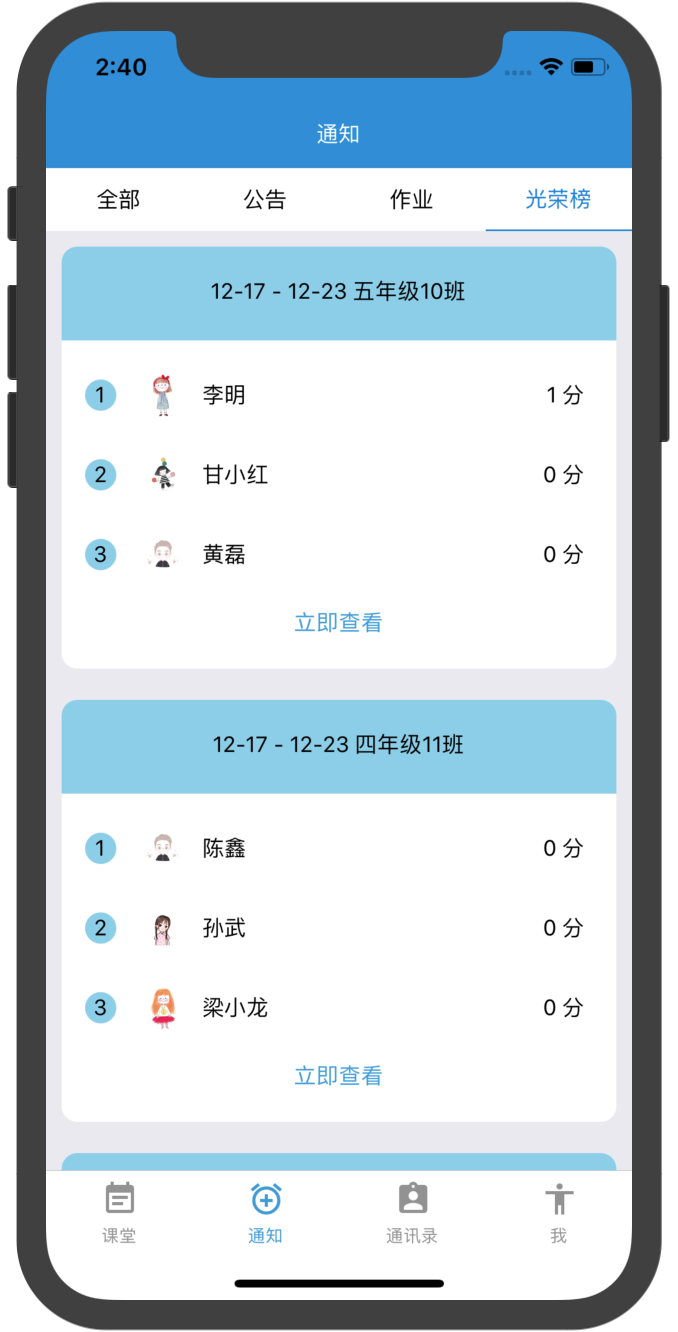 2:40
通知
全部 公告 作业 光荣榜
12-17 - 12-23 五年级10班
1 李明 1 分
2 甘小红 0 分
3 黄磊 0 分
立即查看
12-17 - 12-23 四年级11班
1 陈鑫 0 分
2 孙武 0 分
3 梁小龙 0 分
立即查看
课堂 通知 通讯录 我